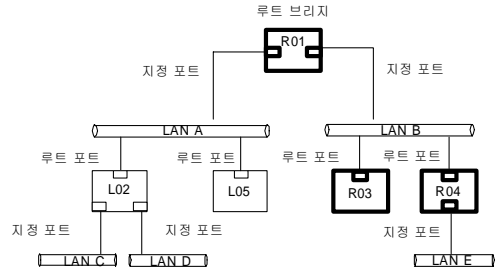 루트 브리지
R01
지정 포트
지정 포트
LAN A
LAN B
루트 포트
루트 포트
루트 포트
루트 포트
L02
L05
R03
R04
지정 포트
지정 포트
지정 포트
LAN C
LAN D
LAN E